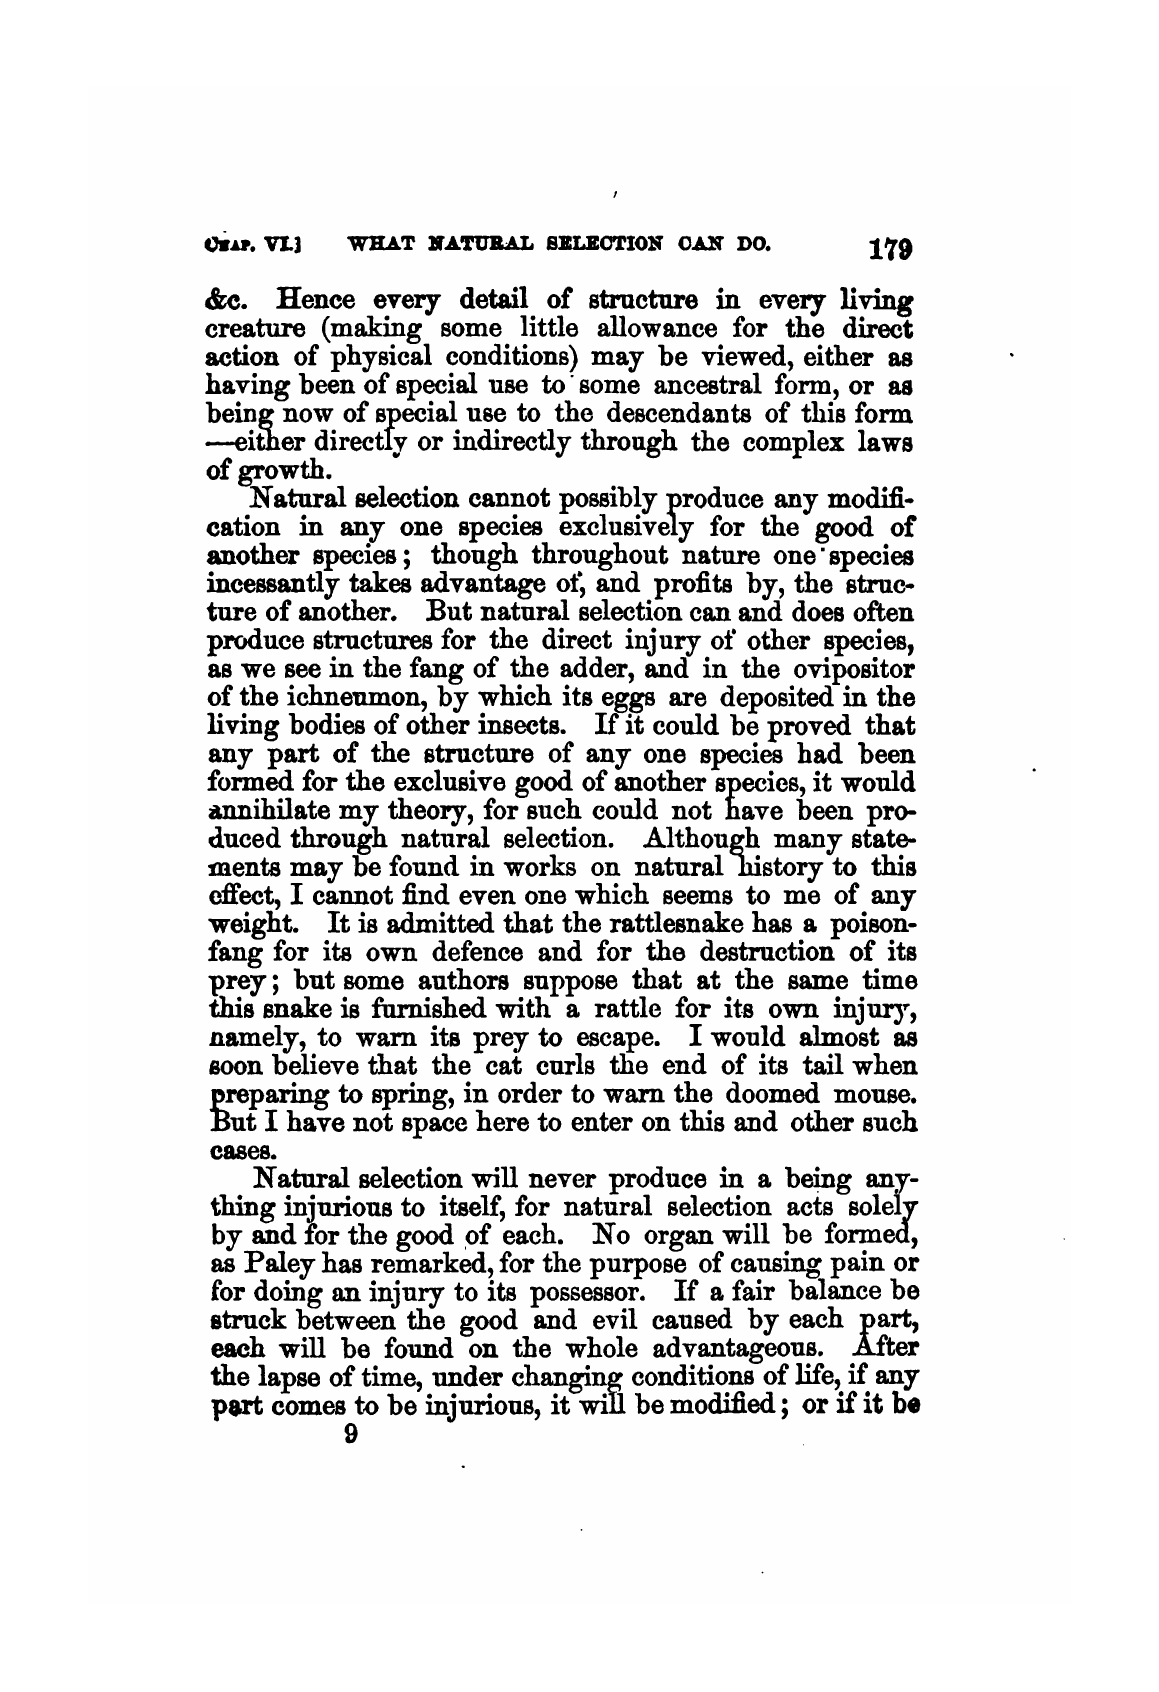 CHAP. VI.] WHAT NATURAL SELECTION CAN DO. 179
&c. Hence every detail of structure in every living
creature (making some little allowance for the direct
action of physical conditions) may be viewed, either as
having been of special use to some ancestral form, or as
being now of special use to the descendants of this form
—either directly or indirectly through the complex laws
of growth.
Natural selection cannot possibly produce any modifi-
cation in any one species exclusively for the good of
another species; though throughout nature one species
incessantly takes advantage of, and profits by, the struc-
ture of another. But natural selection can and does often
produce structures for the direct injury of other species,
as we see in the fang of the adder, and in the ovipositor
of the ichneumon, by which its eggs are deposited in the
living bodies of other insects. If it could be proved that
any part of the structure of any one species had been
formed for the exclusive good of another species, it would
annihilate my theory, for such could not have been pro-
duced through natural selection. Although many state-
ments may be found in works on natural history to this
effect, I cannot find even one which seems to me of any
weight. It is admitted that the rattlesnake has a poison-
fang for its own defence and for the destruction of its
prey; but some authors suppose that at the same time
this snake is furnished with a rattle for its own injury,
namely, to warn its prey to escape. I would almost as
soon believe that the cat curls the end of its tail when
preparing to spring, in order to warn the doomed mouse.
But I have not space here to enter on this and other such
cases.
Natural selection will never produce in a being any-
thing injurious to itself, for natural selection acts solely
by and for the good of each. No organ will be formed,
as Paley has remarked, for the purpose of causing pain or
for doing an injury to its possessor. If a fair balance be
struck between the good and evil caused by each part,
each will be found on the whole advantageous. After
the lapse of time, under changing conditions of life, if any
part comes to be injurious, it will be modified; or if it be
9